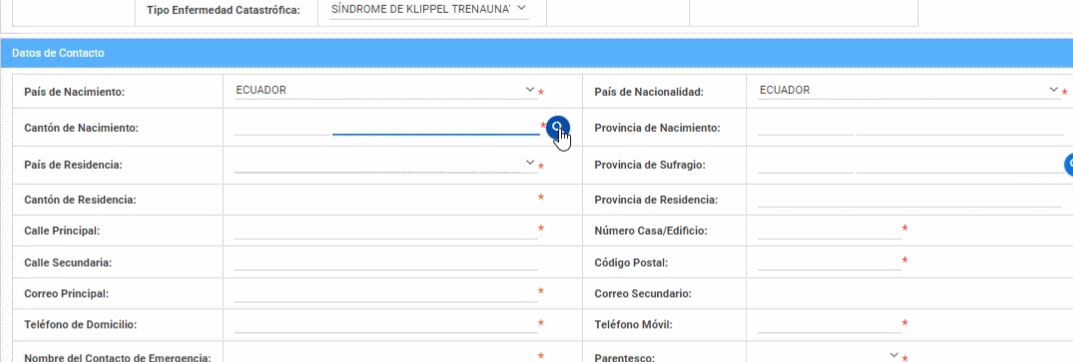 Tipo Enfermedad Catastrófica: SÍNDROME DE KLIPPEL TRENAUNA
Datos de Contacto
País de Nacimiento: ECUADOR * País de Nacionalidad: ECUADOR *
Cantón de Nacimiento: * Provincia de Nacimiento:
País de Residencia: * Provincia de Sufragio:
Cantón de Residencia: * Provincia de Residencia:
Calle Principal: * Número Casa/Edificio: *
Calle Secundaria: Código Postal: *
Correo Principal: * Correo Secundario:
Teléfono de Domicilio: * Teléfono Móvil: *
Nombre del Contacto de Emergencia: * Parentesco: *